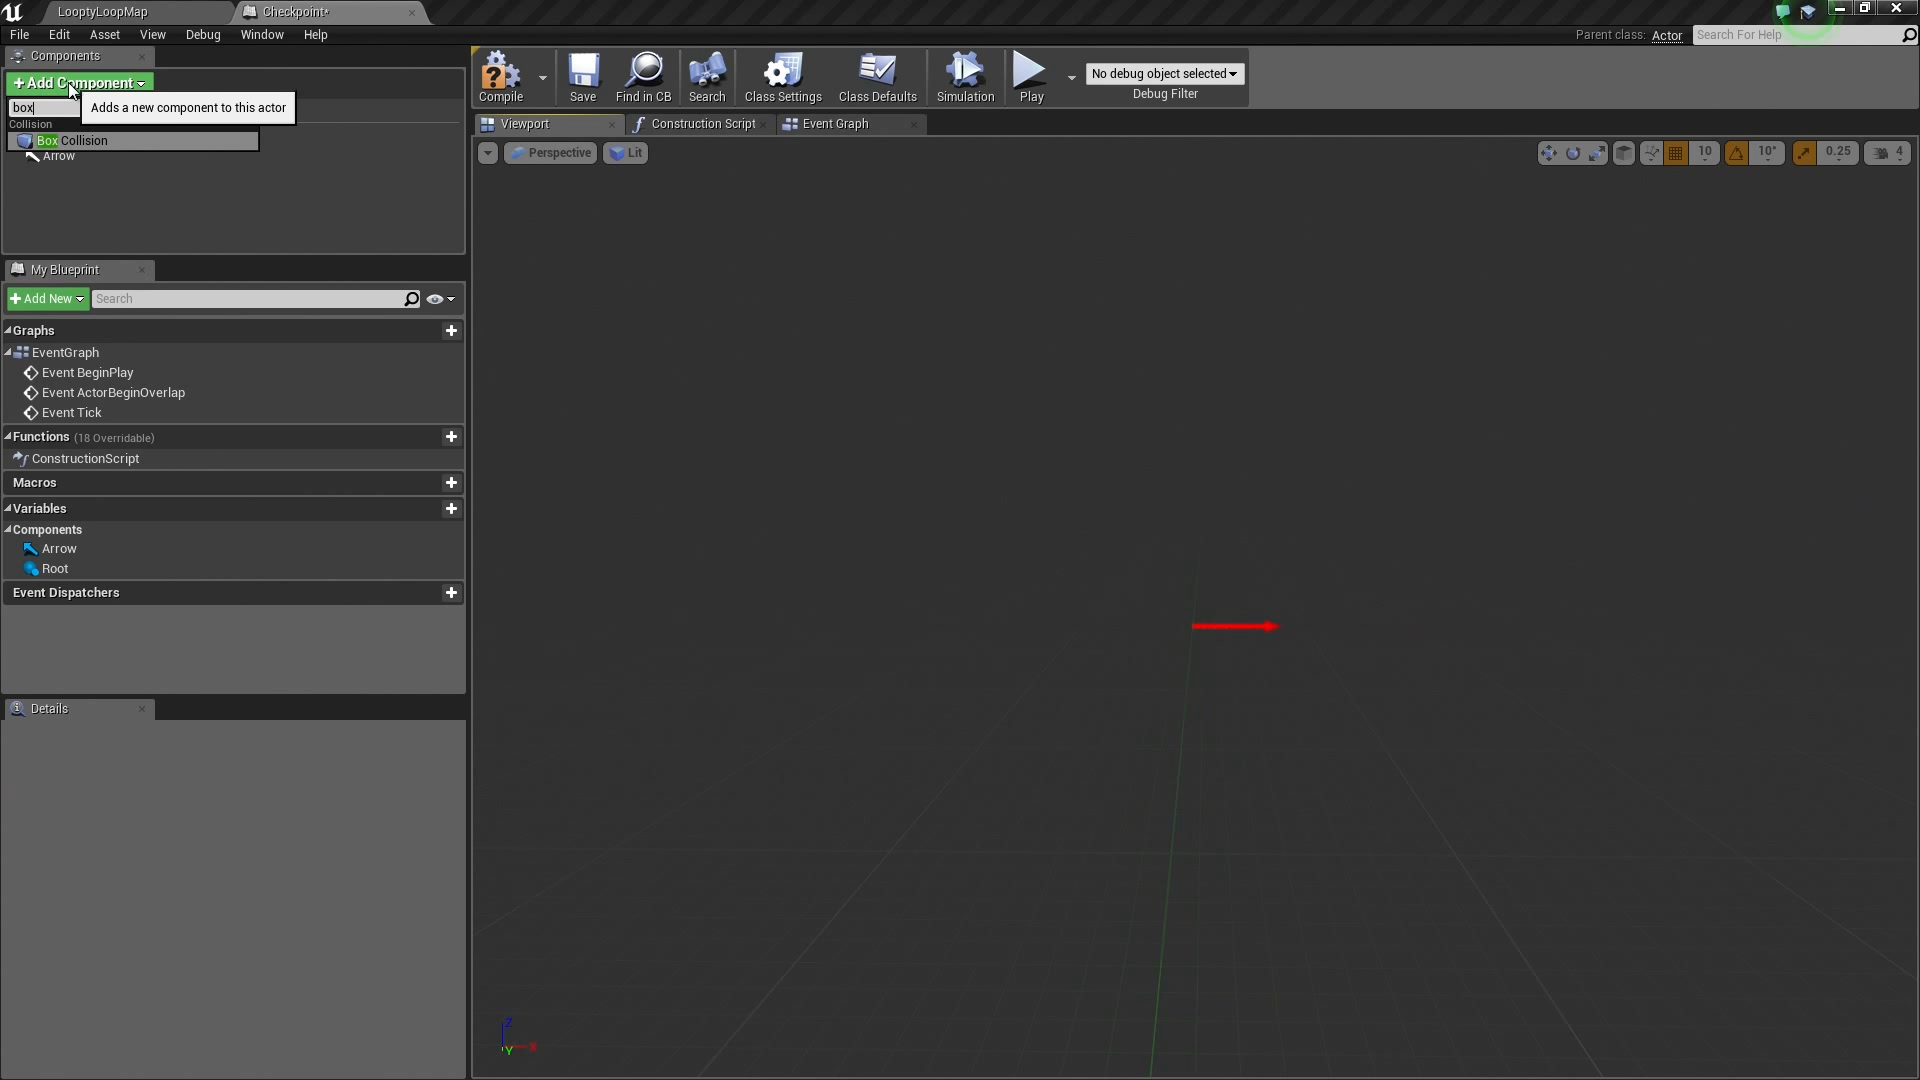 LooptyLoopMap
Checkpoint*
File Edit Asset View Debug Window Help
Parent class: Actor
Search For Help
Components
+ Add Component
box
Adds a new component to this actor
Collision
Box Collision
Arrow
Compile
Save
Find in CB
Search
Class Settings
Class Defaults
Simulation
Play
No debug object selected
Debug Filter
Viewport
Construction Script
Event Graph
Perspective
Lit
10
10°
0.25
4
My Blueprint
+ Add New
Search
Graphs
EventGraph
Event BeginPlay
Event ActorBeginOverlap
Event Tick
Functions (18 Overridable)
ConstructionScript
Macros
Variables
Components
Arrow
Root
Event Dispatchers
Details
Z
Y
X